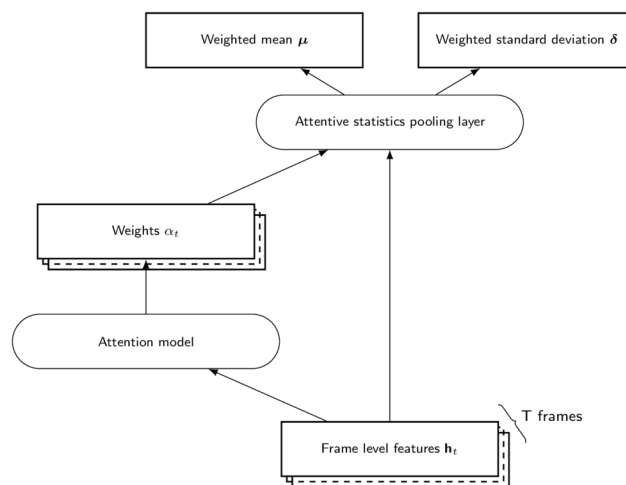 Weighted mean μ
Weighted standard deviation δ
Attentive statistics pooling layer
Weights α_t
Attention model
T frames
Frame level features h_t